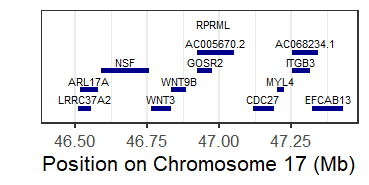 RPRML
AC005670.2 AC068234.1
NSF GOSR2 ITGB3
ARL17A WNT9B MYL4
LRRC37A2 WNT3 CDC27 EFCAB13
46.50 46.75 47.00 47.25
Position on Chromosome 17 (Mb)